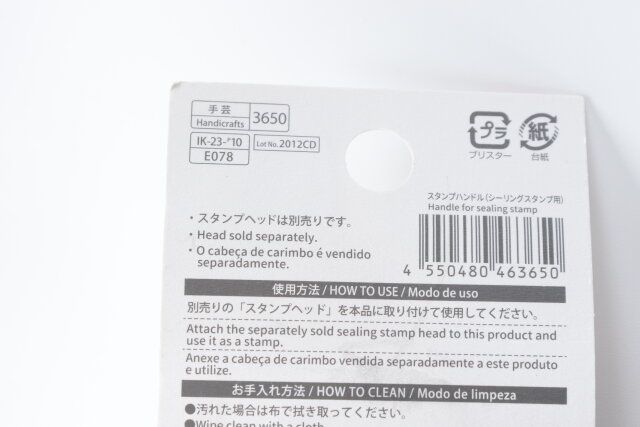 手芸
Handicrafts
3650
IK-23-"10
E078
Lot No. 2012CD
プラ
ブリスター
紙
台紙
スタンプハンドル(シーリングスタンプ用)
Handle for sealing stamp
4 550480 463650
・スタンプヘッドは別売りです。
・Head sold separately.
・O cabeça de carimbo é vendido
separadamente.
使用方法 / HOW TO USE / Modo de uso
別売りの「スタンプヘッド」を本品に取り付けて使用してください。
Attach the separately sold sealing stamp head to this product and
use it as a stamp.
Anexe a cabeça de carimbo vendida separadamente a este produto
e utilize.
お手入れ方法 / HOW TO CLEAN / Modo de limpeza
●汚れた場合は布で拭き取ってください。
●Wipe clean with a cloth.